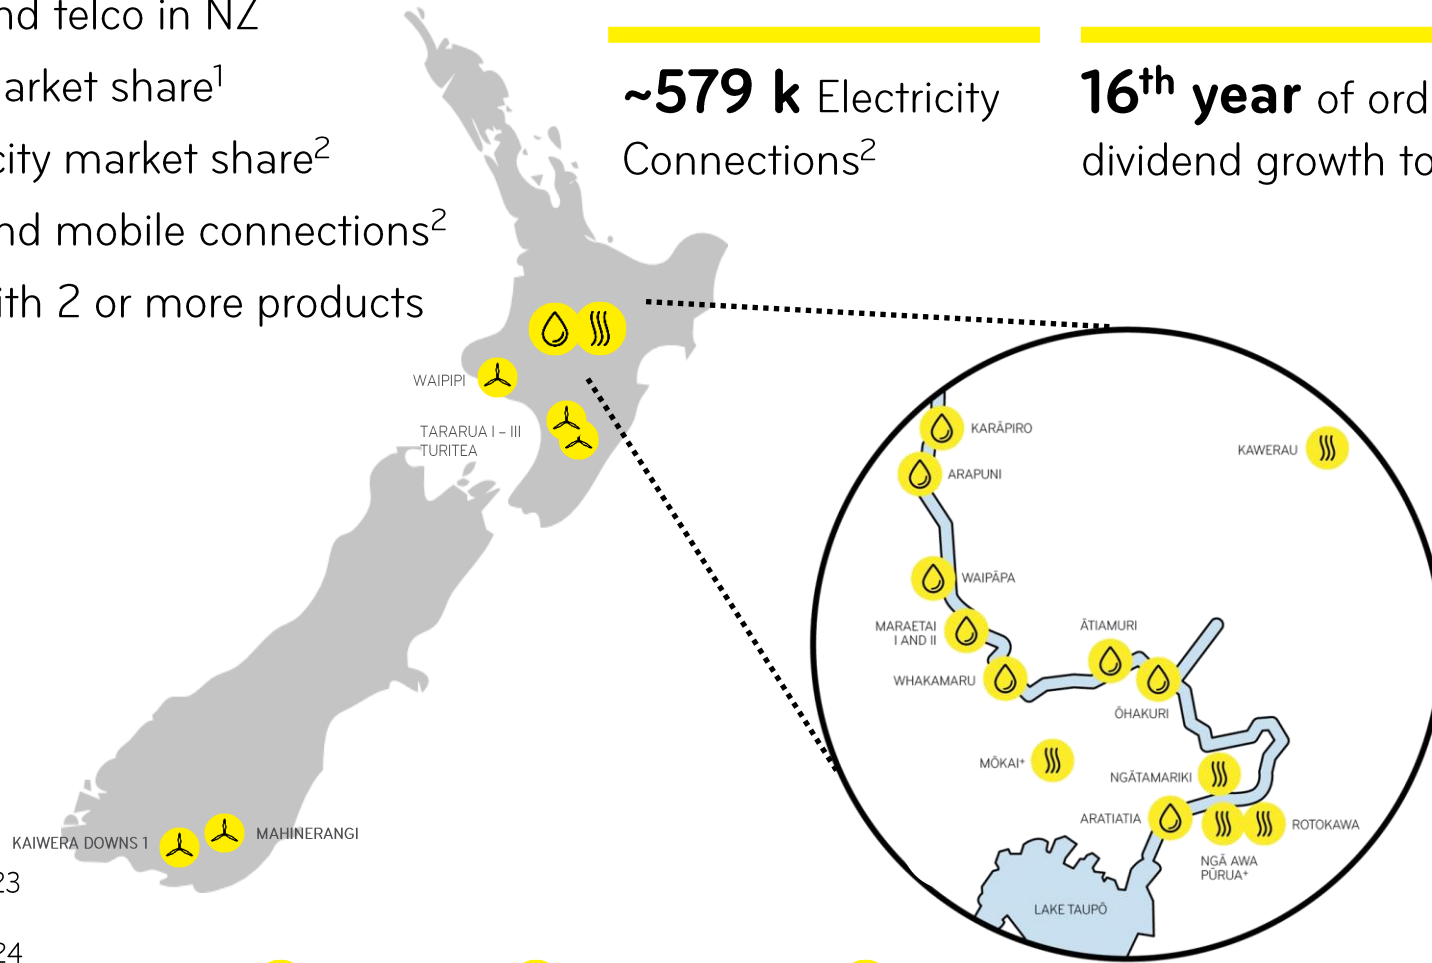 nd telco in NZ
arket share¹
city market share²
nd mobile connections²
ith 2 or more products
~579 k Electricity
Connections²
16th year of ord
dividend growth to
WAIPIPI
TARARUA I – III
TURITEA
KAIWERA DOWNS 1
MAHINERANGI
23
24
KARĀPIRO
ARAPUNI
KAWERAU
WAIPĀPA
MARAETAI
I AND II
WHAKAMARU
ĀTIAMURI
ŌHAKURI
MŌKAI⁺
NGĀTAMARIKI
ARATIATIA
ROTOKAWA
NGĀ AWA
PŪRUA⁺
LAKE TAUPŌ